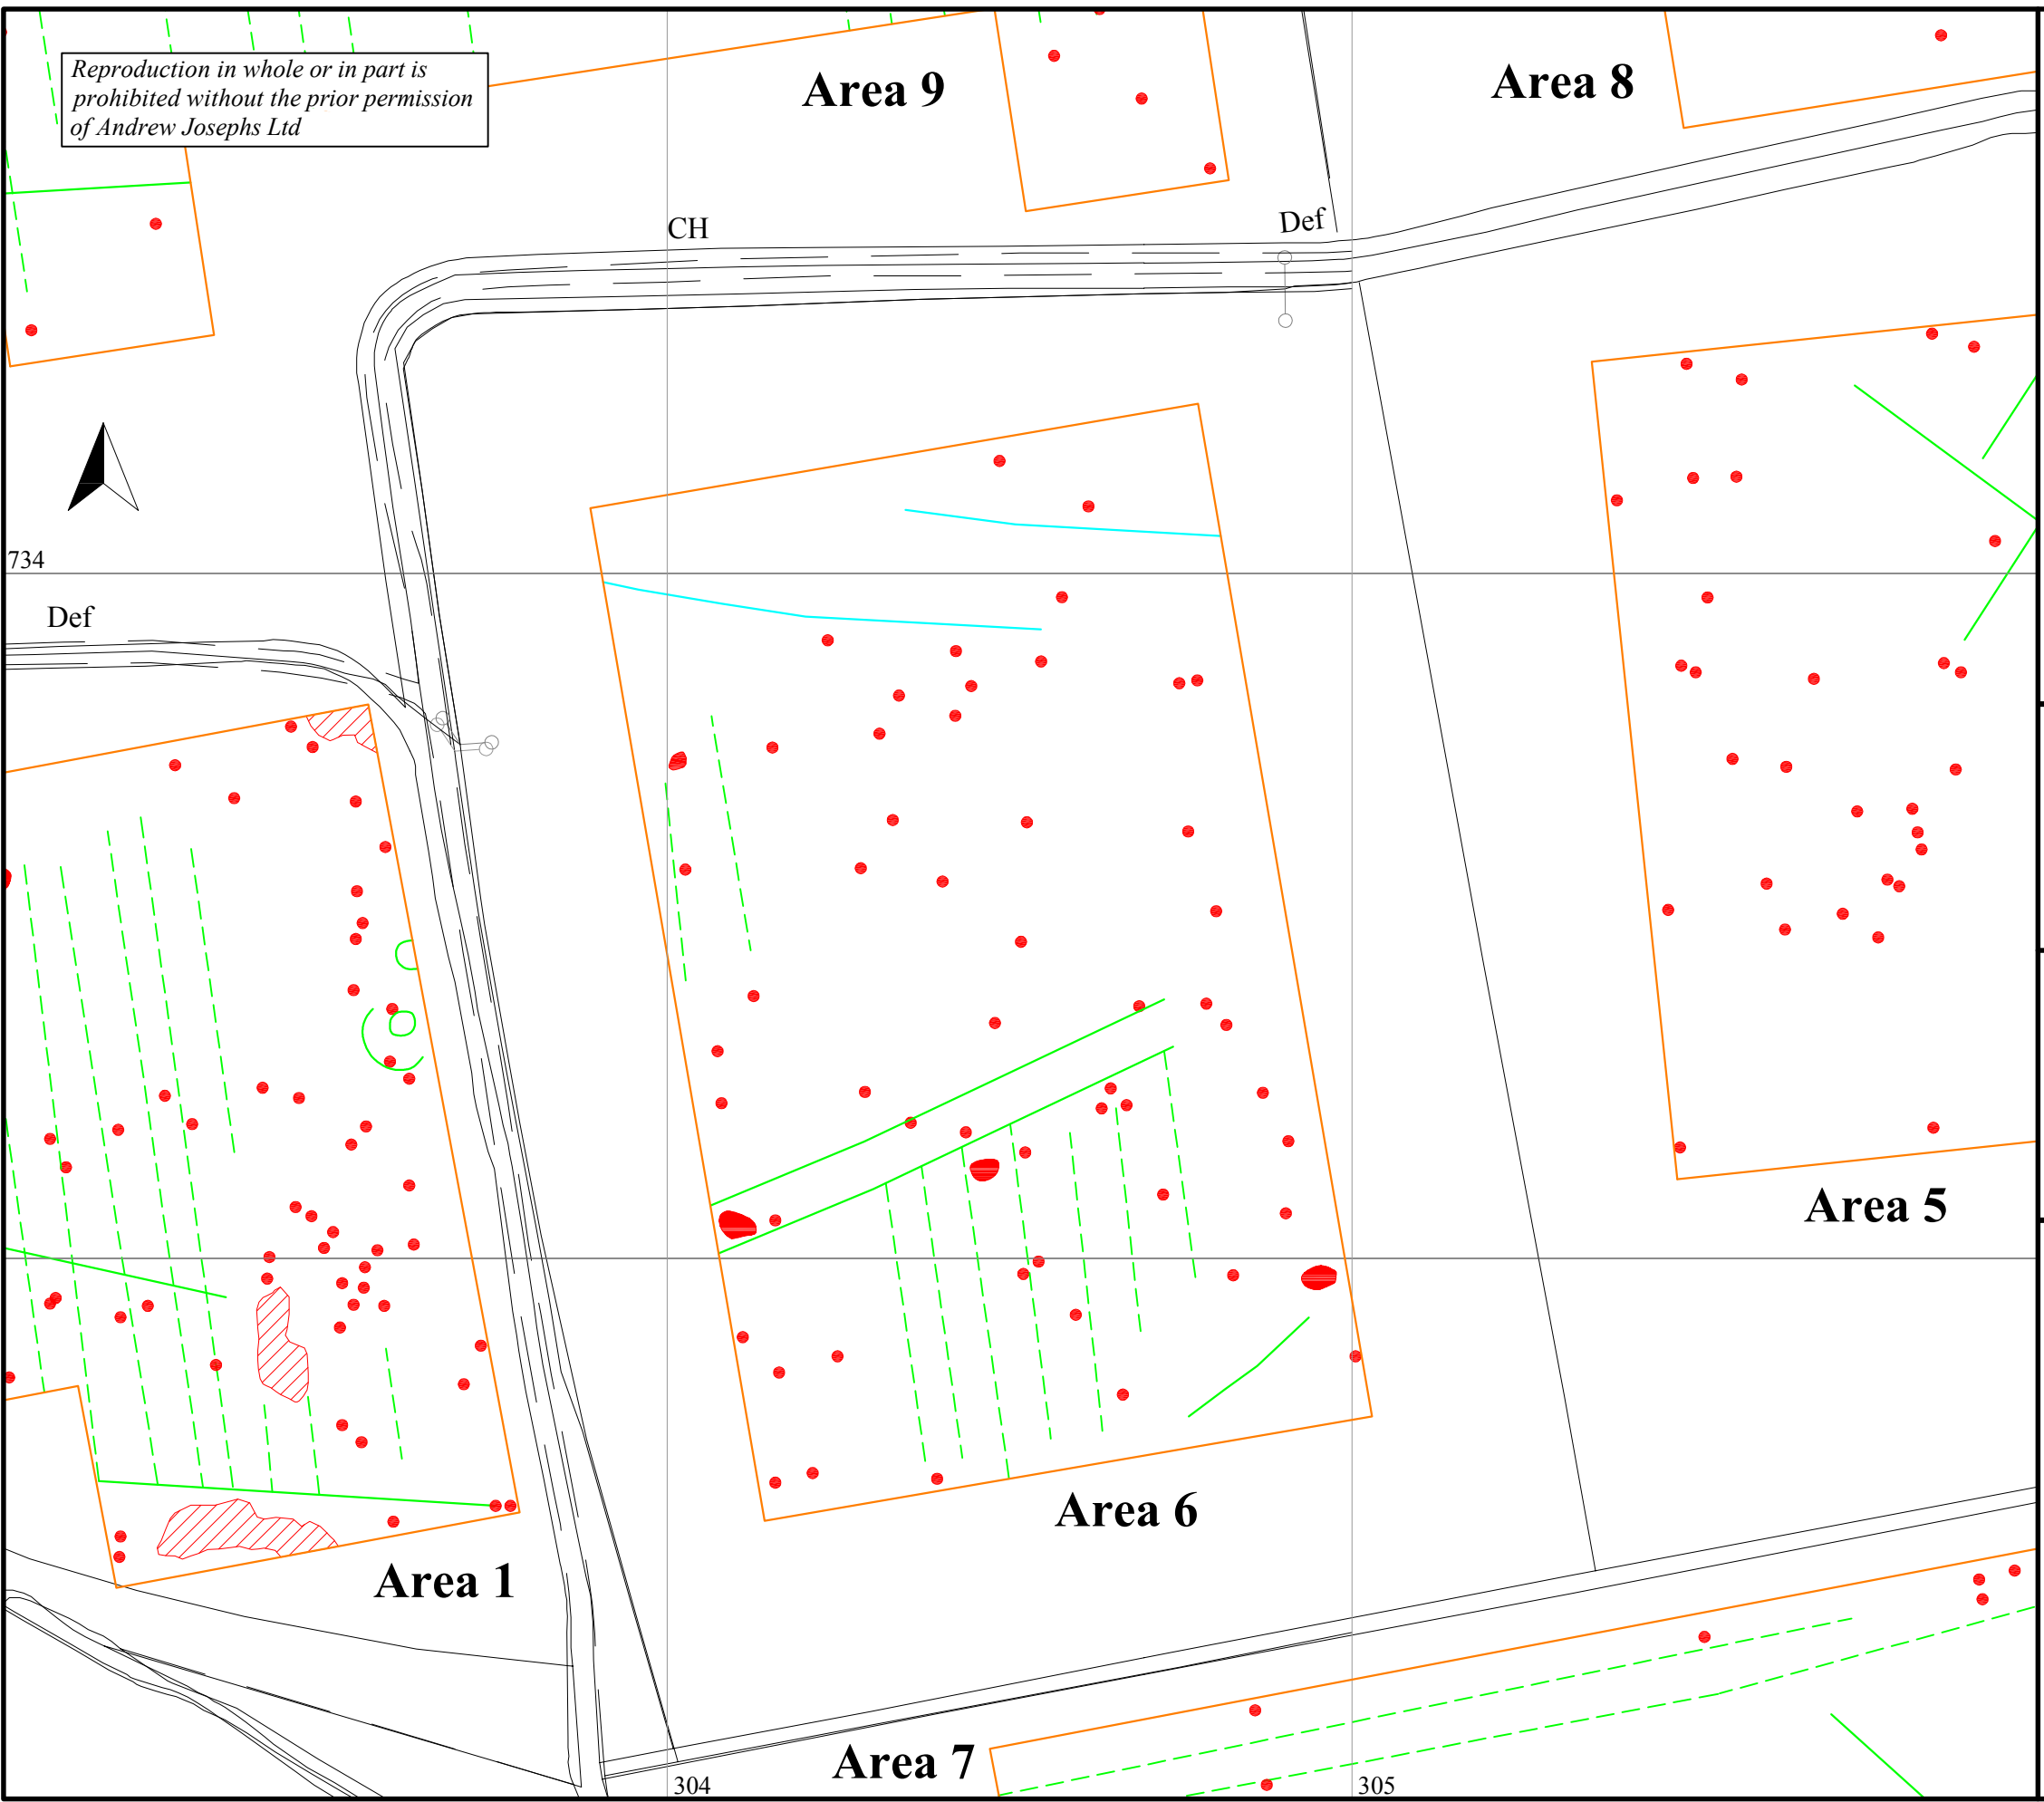 Reproduction in whole or in part is
prohibited without the prior permission
of Andrew Josephs Ltd
Area 9
Area 8
CH
Def
734
Def
Area 5
Area 6
Area 1
Area 7
304
305